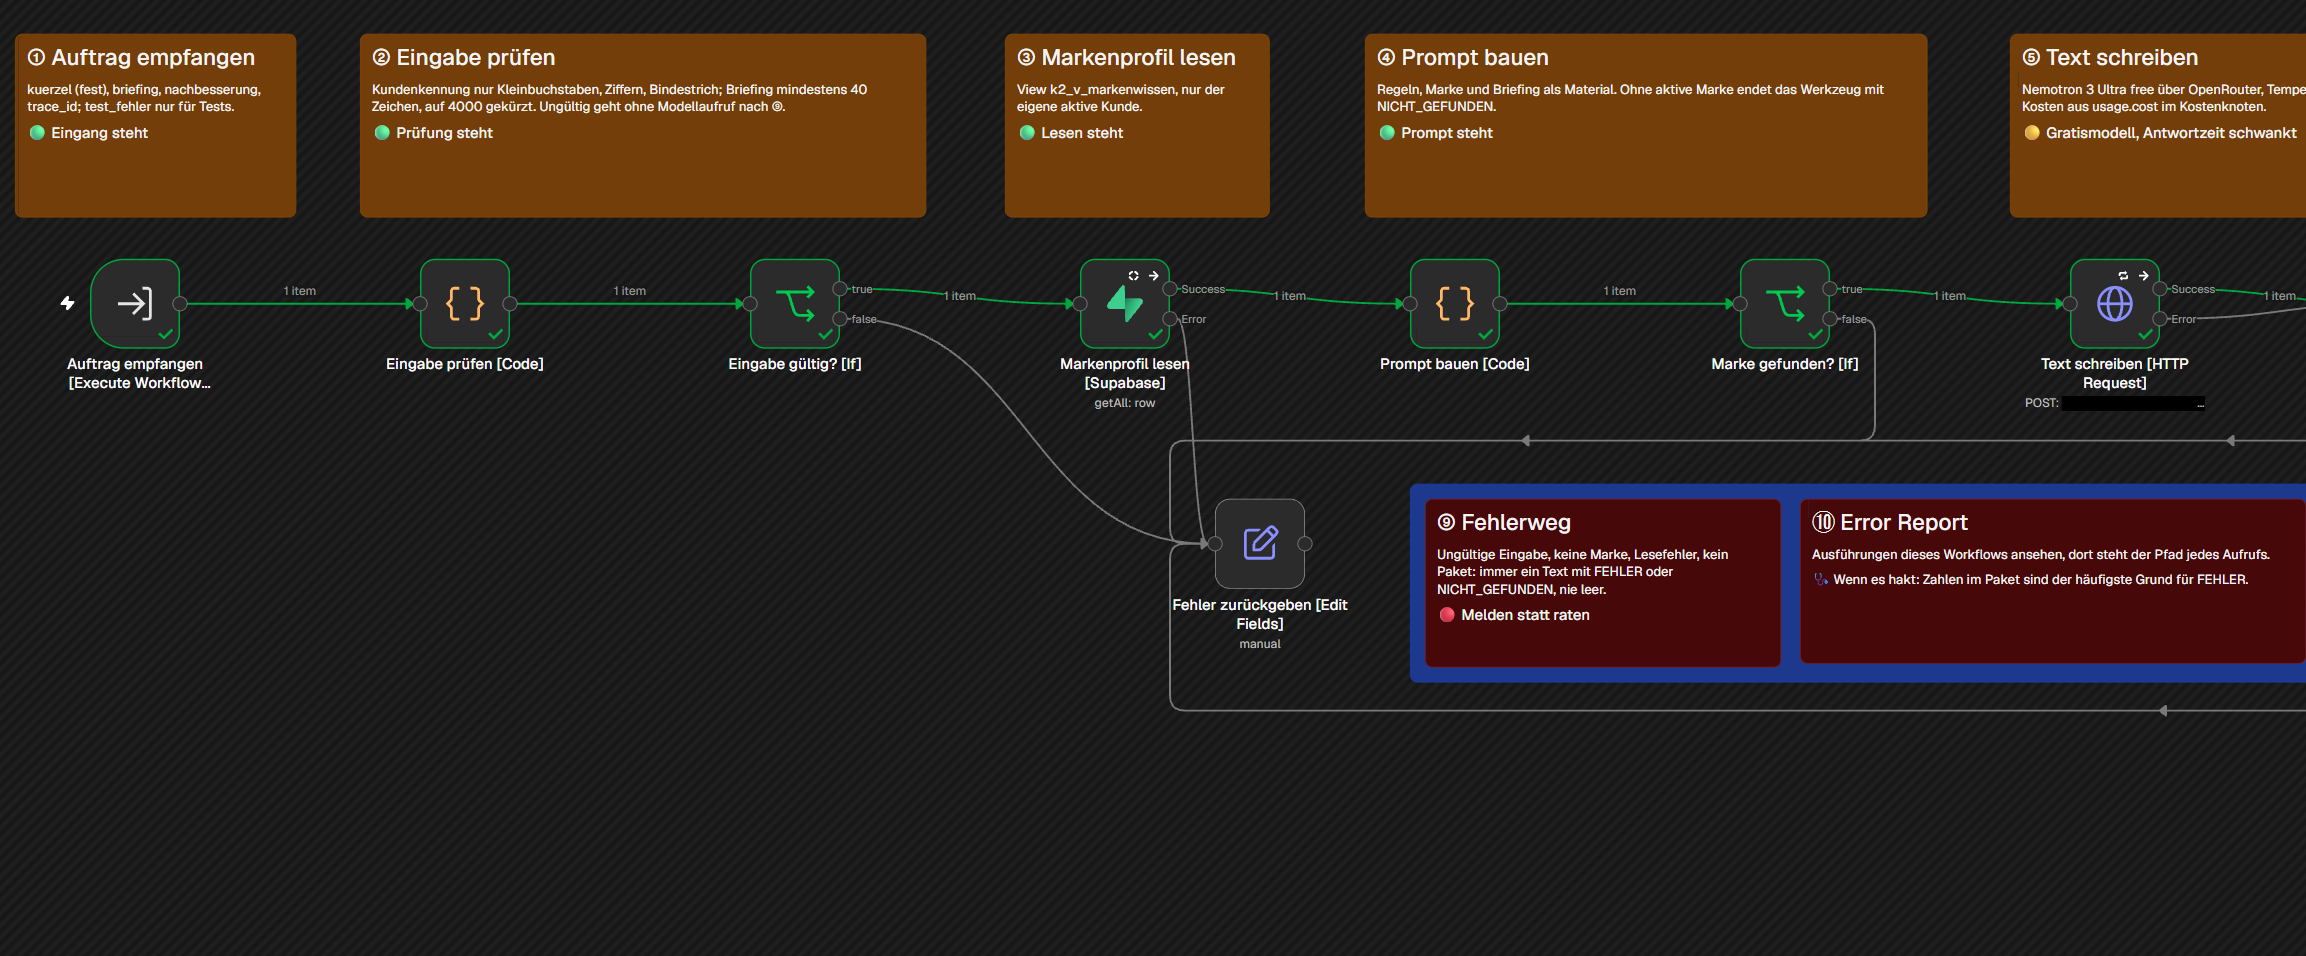 ① Auftrag empfangen
kuerzel (fest), briefing, nachbesserung,
trace_id; test_fehler nur für Tests.
Eingang steht
② Eingabe prüfen
Kundenkennung nur Kleinbuchstaben, Ziffern, Bindestrich; Briefing mindestens 40
Zeichen, auf 4000 gekürzt. Ungültig geht ohne Modellaufruf nach ⑨.
Prüfung steht
③ Markenprofil lesen
View k2_v_markenwissen, nur der
eigene aktive Kunde.
Lesen steht
④ Prompt bauen
Regeln, Marke und Briefing als Material. Ohne aktive Marke endet das Werkzeug mit
NICHT_GEFUNDEN.
Prompt steht
⑤ Text schreiben
Nemotron 3 Ultra free über OpenRouter, Tempe
Kosten aus usage.cost im Kostenknoten.
Gratismodell, Antwortzeit schwankt
1 item
1 item
true
false
1 item
Success
Error
1 item
1 item
true
false
1 item
Success
Error
1 item
Auftrag empfangen
[Execute Workflow...
Eingabe prüfen [Code]
Eingabe gültig? [If]
Markenprofil lesen
[Supabase]
getAll: row
Prompt bauen [Code]
Marke gefunden? [If]
Text schreiben [HTTP
Request]
POST: ...
Fehler zurückgeben [Edit
Fields]
manual
⑨ Fehlerweg
Ungültige Eingabe, keine Marke, Lesefehler, kein
Paket: immer ein Text mit FEHLER oder
NICHT_GEFUNDEN, nie leer.
Melden statt raten
⑩ Error Report
Ausführungen dieses Workflows ansehen, dort steht der Pfad jedes Aufrufs.
Wenn es hakt: Zahlen im Paket sind der häufigste Grund für FEHLER.